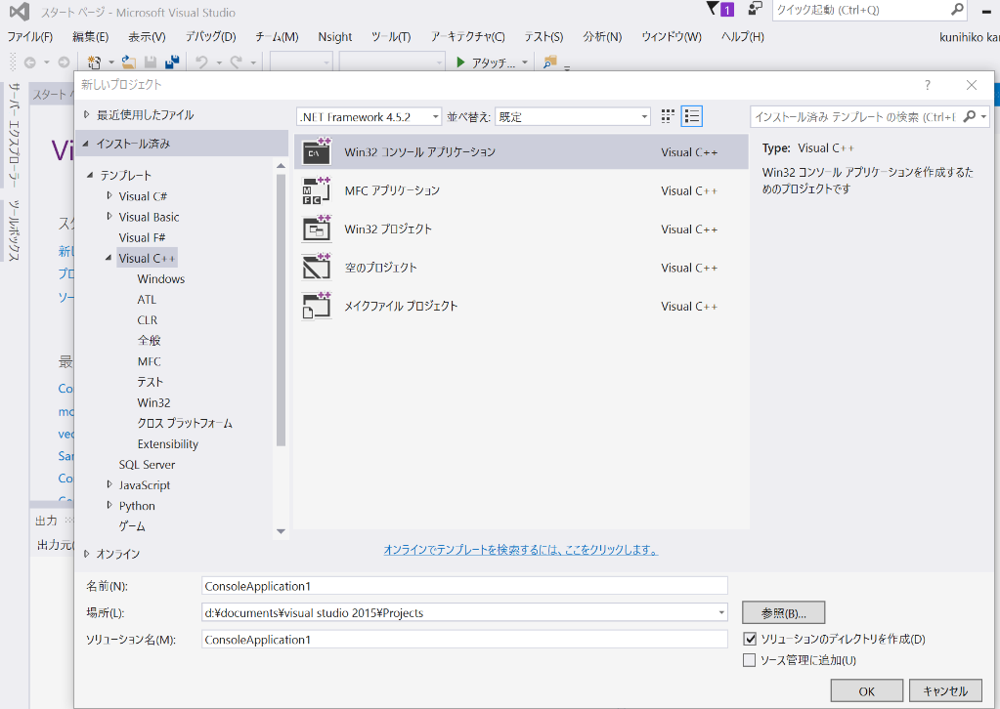 スタート ページ - Microsoft Visual Studio
1
クイック起動 (Ctrl+Q)
ファイル(F) 編集(E) 表示(V) デバッグ(D) チーム(M) Nsight ツール(T) アーキテクチャ(C) テスト(S) 分析(N) ウィンドウ(W) ヘルプ(H)
kunihiko
アタッチ...
サーバー エクスプローラー
ツールボックス
スタート
新しいプロジェクト
?
最近使用したファイル
.NET Framework 4.5.2
並べ替え:
既定
インストール済み テンプレート の検索 (Ctrl+E
インストール済み
テンプレート
Visual C#
Visual Basic
Visual F#
Visual C++
Windows
ATL
CLR
全般
MFC
テスト
Win32
クロス プラットフォーム
Extensibility
SQL Server
JavaScript
Python
ゲーム
オンライン
Win32 コンソール アプリケーション Visual C++
MFC アプリケーション Visual C++
Win32 プロジェクト Visual C++
空のプロジェクト Visual C++
メイクファイル プロジェクト Visual C++
Type: Visual C++
Win32 コンソール アプリケーションを作成するた
めのプロジェクトです
オンラインでテンプレートを検索するには、ここをクリックします。
出力
出力元(
名前(N): ConsoleApplication1
場所(L): d:¥documents¥visual studio 2015¥Projects
参照(B)...
ソリューション名(M): ConsoleApplication1
ソリューションのディレクトリを作成(D)
ソース管理に追加(U)
OK
キャンセル